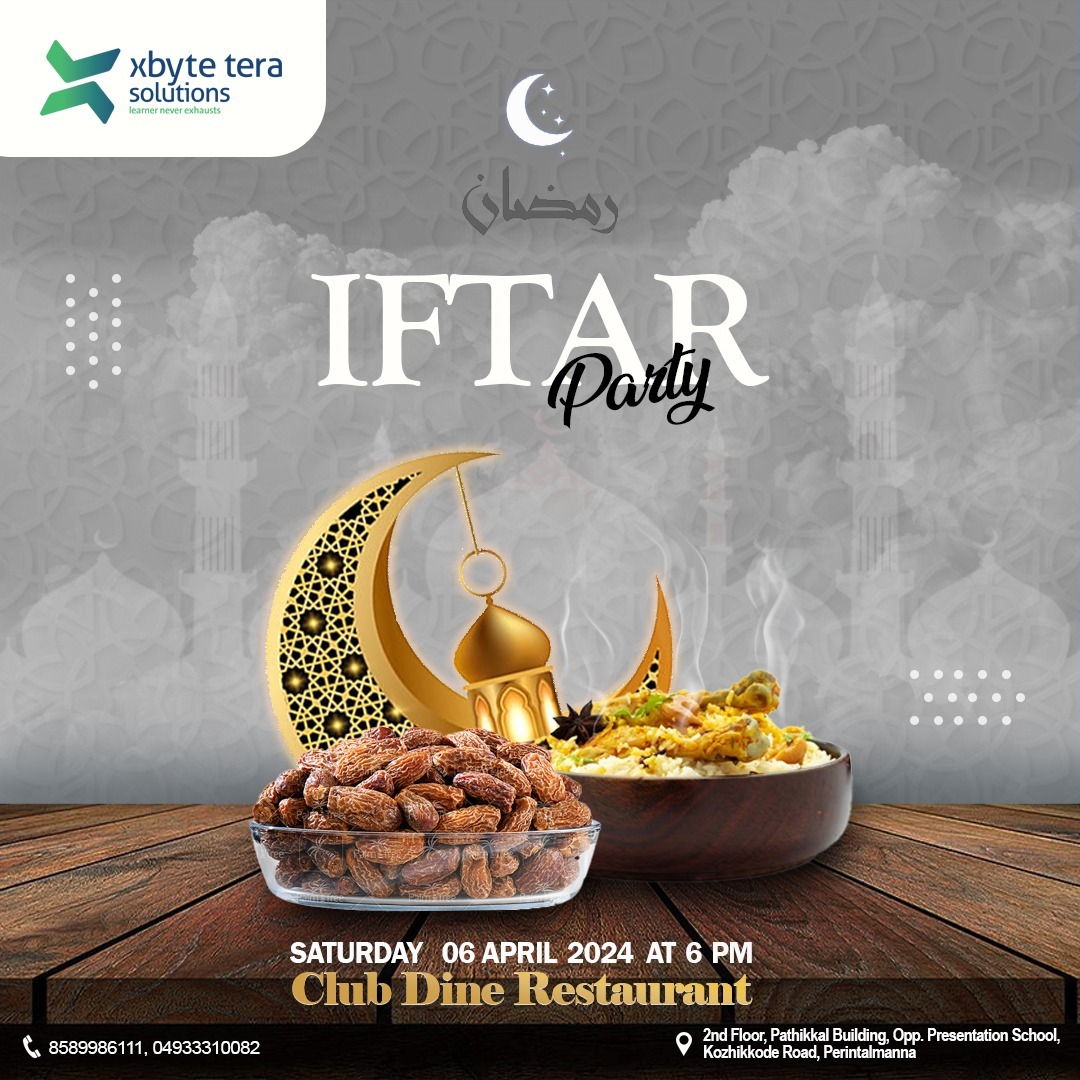 xbyte tera
solutions
learner never exhausts
رمضان
IFTAR
Party
SATURDAY 06 APRIL 2024 AT 6 PM
Club Dine Restaurant
8589986111, 04933310082
2nd Floor, Pathikkal Building, Opp. Presentation School,
Kozhikkode Road, Perintalmanna